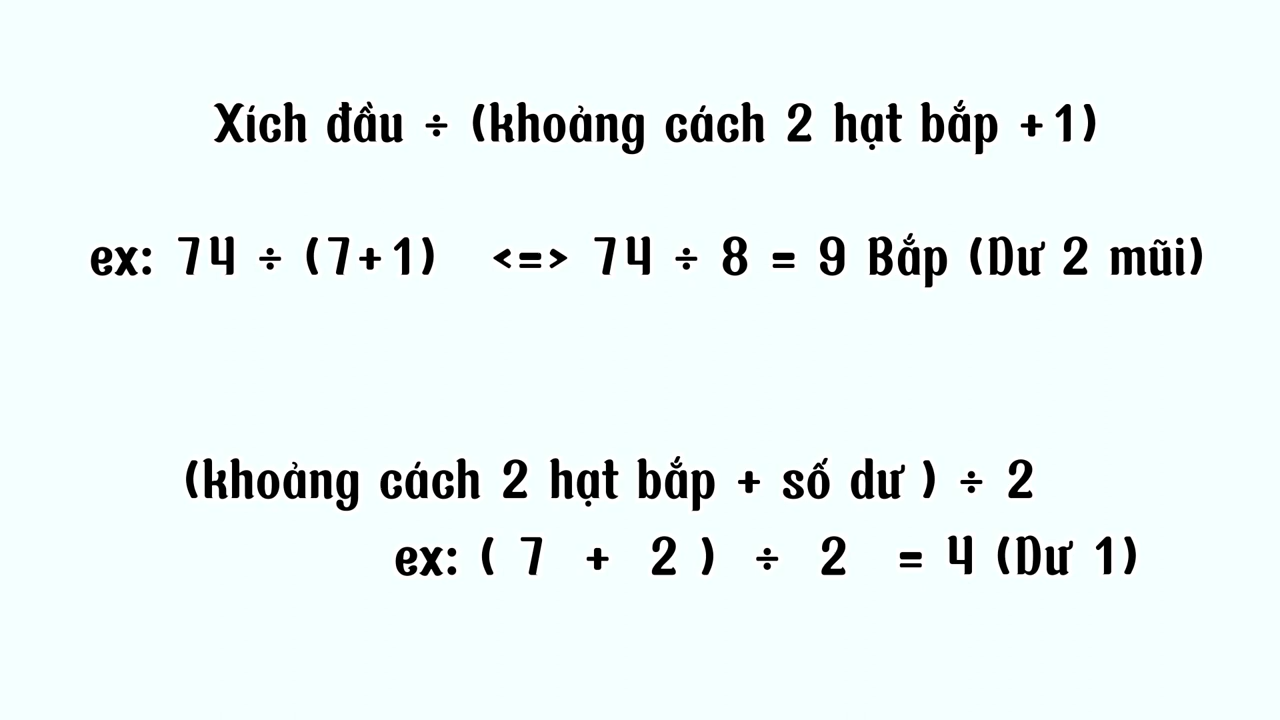 Xích đầu ÷ (khoảng cách 2 hạt bắp +1)
ex: 74 ÷ (7+1) <=> 74 ÷ 8 = 9 Bắp (Dư 2 mũi)
(khoảng cách 2 hạt bắp + số dư ) ÷ 2
ex: ( 7 + 2 ) ÷ 2 = 4 (Dư 1)